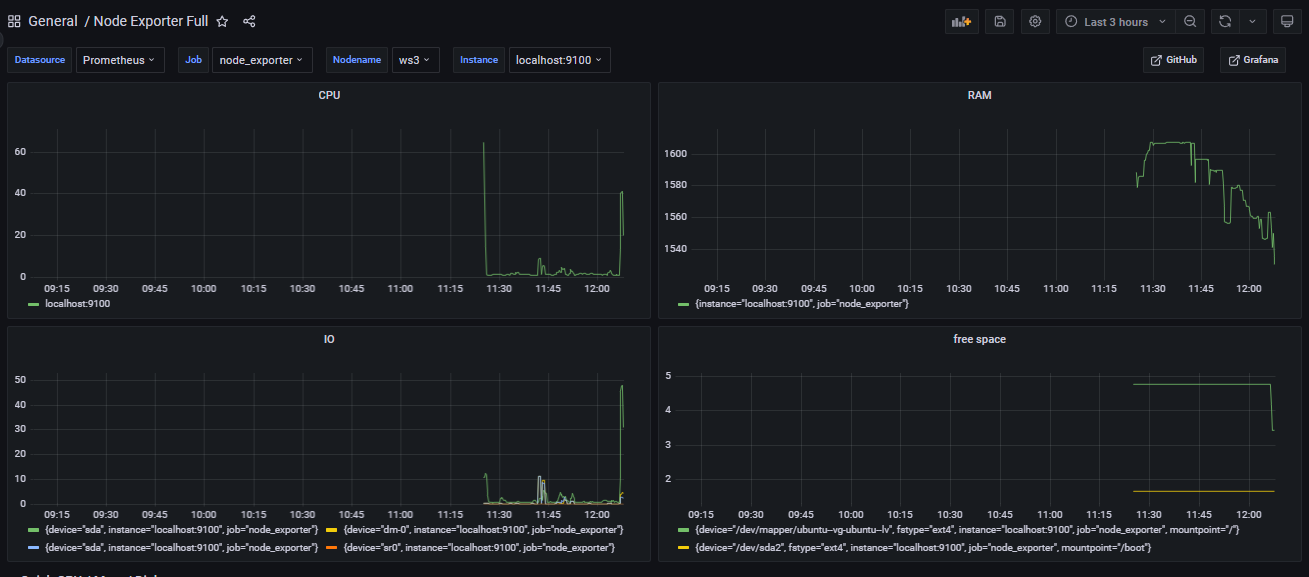 General / Node Exporter Full
Last 3 hours
Datasource Prometheus Job node_exporter Nodename ws3 Instance localhost:9100 GitHub Grafana
CPU
60
40
20
0
09:15 09:30 09:45 10:00 10:15 10:30 10:45 11:00 11:15 11:30 11:45 12:00
localhost:9100
RAM
1600
1580
1560
1540
09:15 09:30 09:45 10:00 10:15 10:30 10:45 11:00 11:15 11:30 11:45 12:00
{instance="localhost:9100", job="node_exporter"}
IO
50
40
30
20
10
0
09:15 09:30 09:45 10:00 10:15 10:30 10:45 11:00 11:15 11:30 11:45 12:00
{device="sda", instance="localhost:9100", job="node_exporter"} {device="dm-0", instance="localhost:9100", job="node_exporter"}
{device="sda", instance="localhost:9100", job="node_exporter"} {device="sr0", instance="localhost:9100", job="node_exporter"}
free space
5
4
3
2
09:15 09:30 09:45 10:00 10:15 10:30 10:45 11:00 11:15 11:30 11:45 12:00
{device="/dev/mapper/ubuntu--vg-ubuntu--lv", fstype="ext4", instance="localhost:9100", job="node_exporter", mountpoint="/"}
{device="/dev/sda2", fstype="ext4", instance="localhost:9100", job="node_exporter", mountpoint="/boot"}